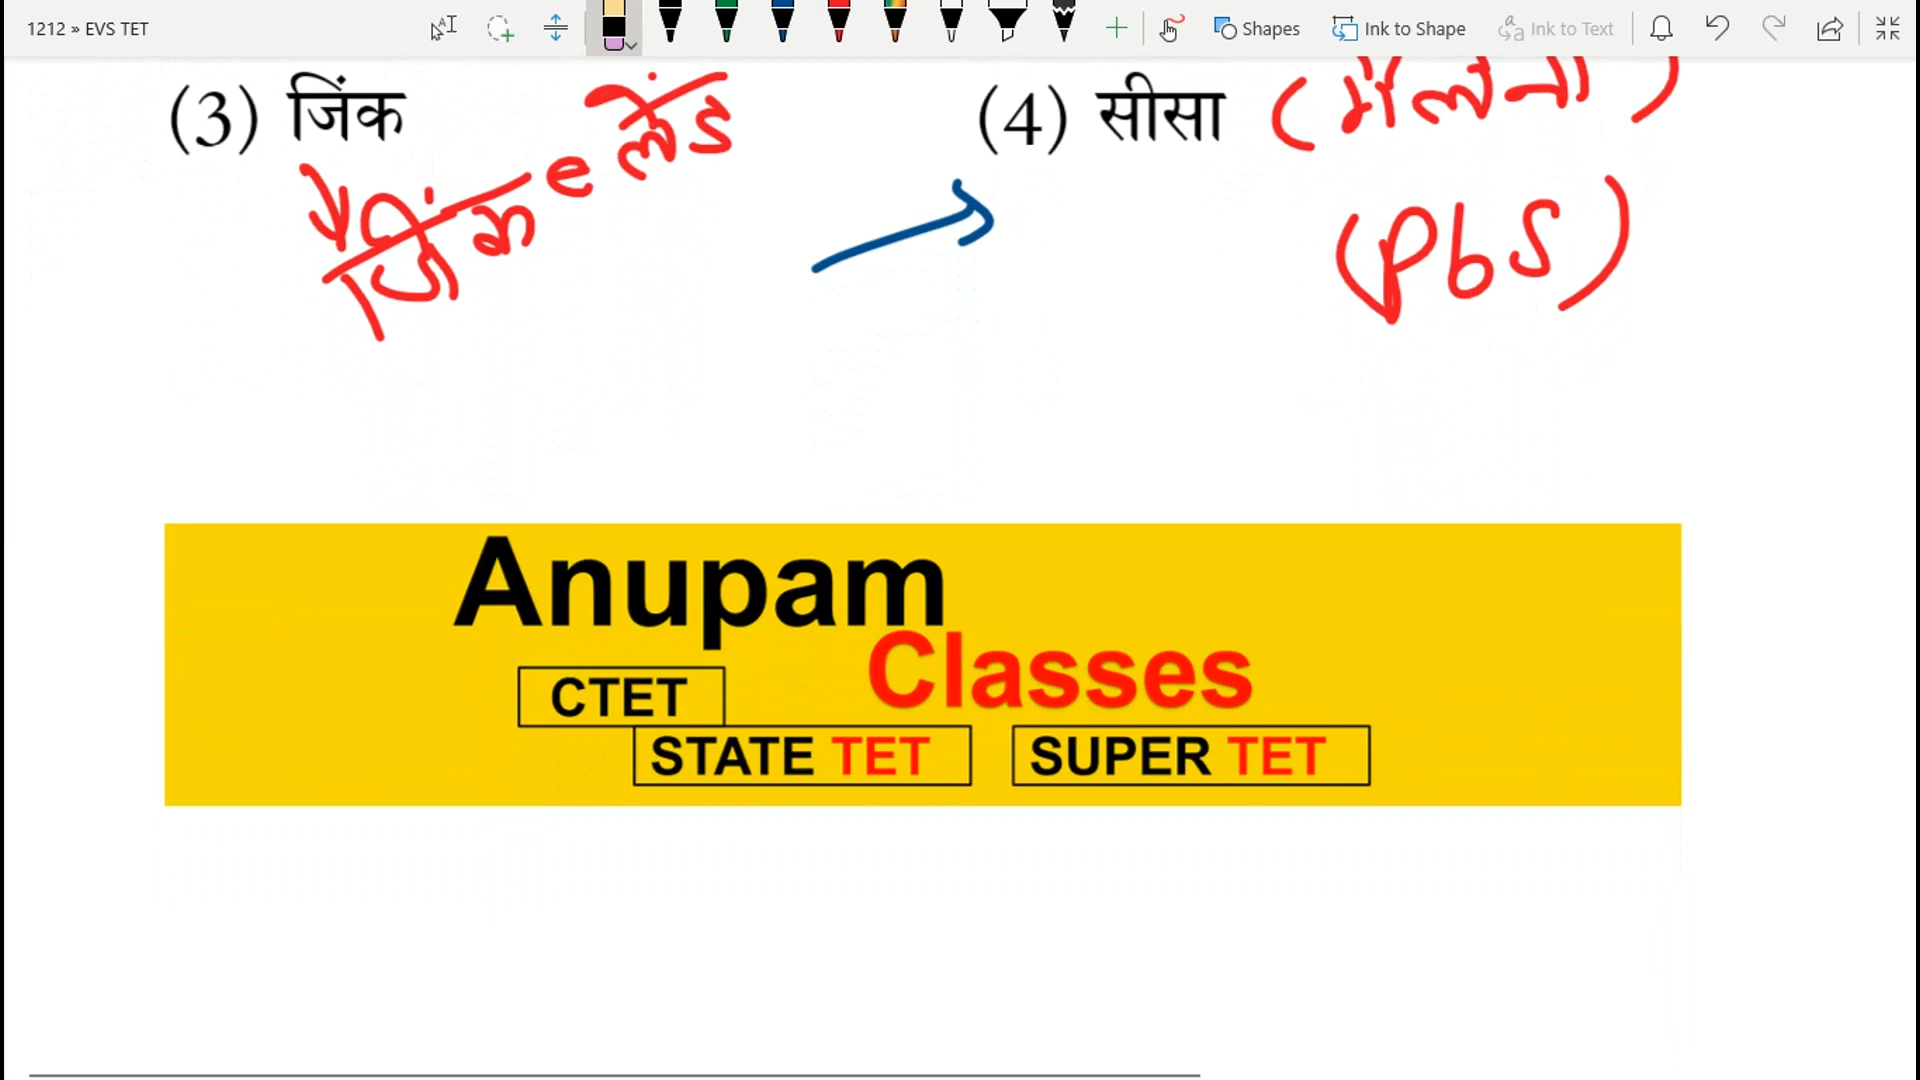 1212 » EVS TET
Shapes
Ink to Shape
Ink to Text
(3) जिंक
(4) सीसा
जिंक
लेंड
(PbS)
Anupam
Classes
CTET
STATE TET
SUPER TET